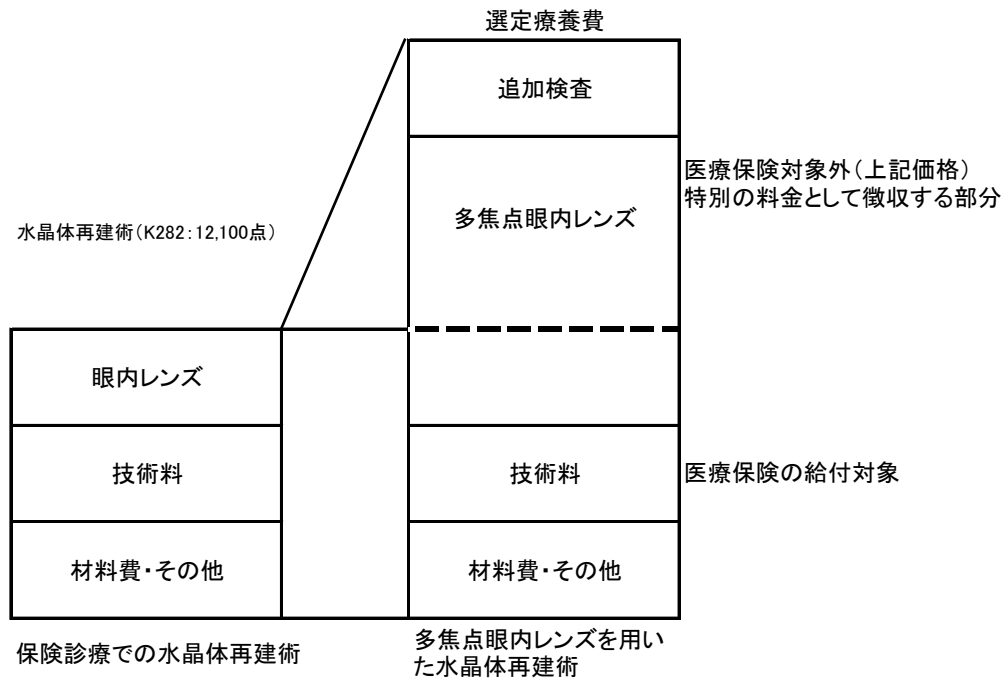 選定療養費
追加検査
医療保険対象外(上記価格)
特別の料金として徴収する部分
多焦点眼内レンズ
水晶体再建術(K282:12,100点)
眼内レンズ
技術料
技術料
医療保険の給付対象
材料費・その他
材料費・その他
保険診療での水晶体再建術
多焦点眼内レンズを用い
た水晶体再建術